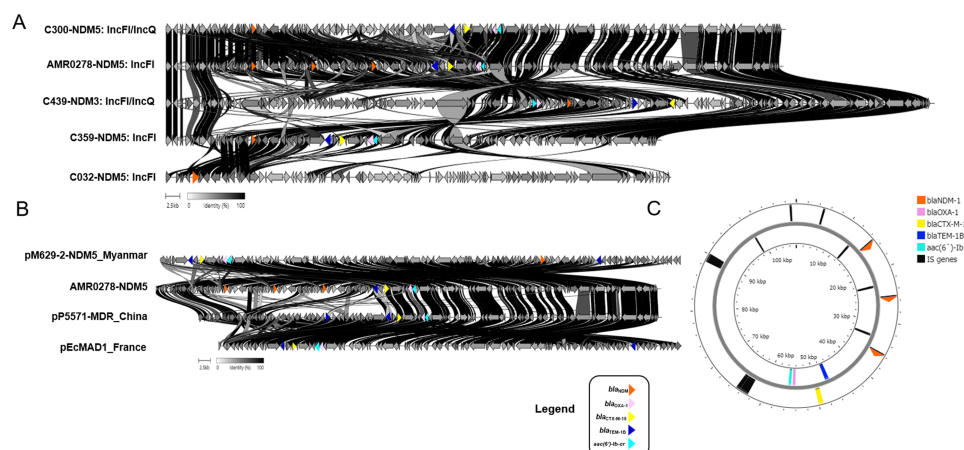 A
C300-NDM5: IncFI/IncQ
AMR0278-NDM5: IncFI
C439-NDM3: IncFI/IncQ
C359-NDM5: IncFI
C032-NDM5: IncFI
2.5kb
0 Identity (%) 100
B
pM629-2-NDM5_Myanmar
AMR0278-NDM5
pP5571-MDR_China
pEcMAD1_France
2.5kb
0 Identity (%) 100
Legend
blaNDM
blaOXA-1
blaCTX-M-15
blaTEM-1B
aac(6')-Ib-cr
C
blaNDM-1
blaOXA-1
blaCTX-M-1
blaTEM-1B
aac(6´)-Ib
IS genes
10 kbp
20 kbp
30 kbp
40 kbp
50 kbp
60 kbp
70 kbp
80 kbp
90 kbp
100 kbp